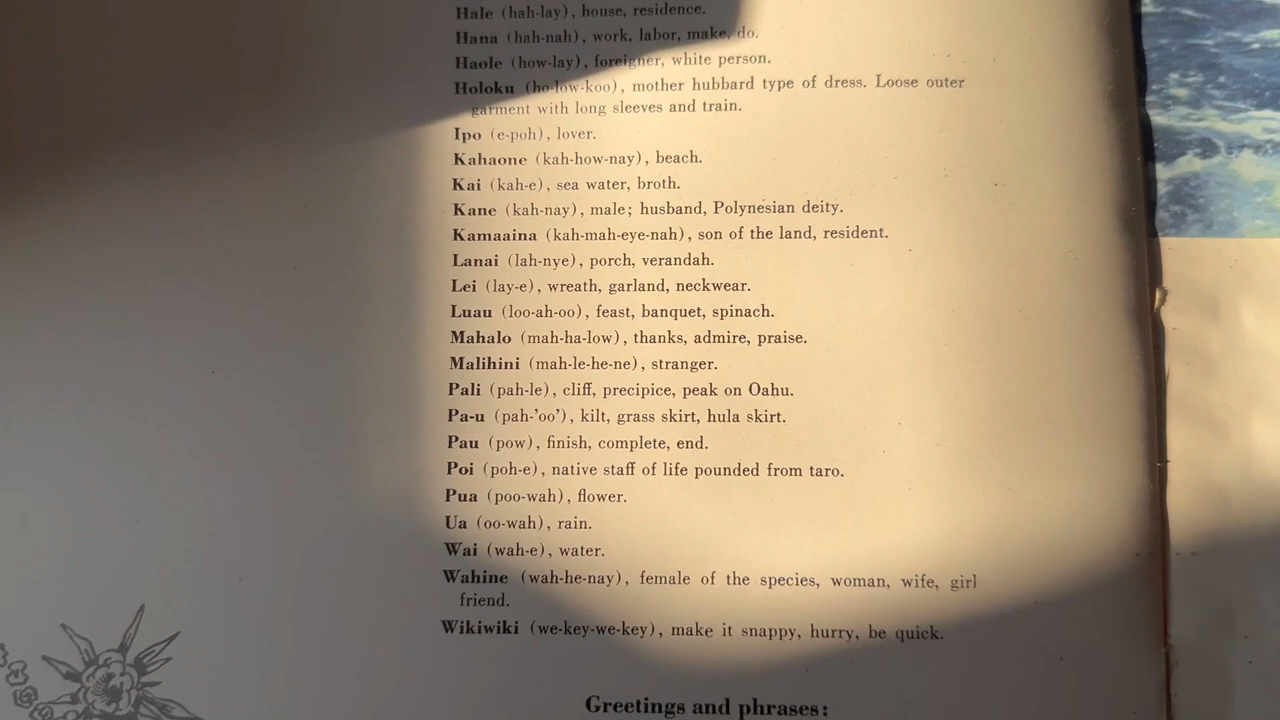 Hale (hah-lay), house, residence.
Hana (hah-nah), work, labor, make, do.
Haole (how-lay), foreigner, white person.
Holoku (ho-low-koo), mother hubbard type of dress. Loose outer
garment with long sleeves and train.
Ipo (e-poh), lover.
Kahaone (kah-how-nay), beach.
Kai (kah-e), sea water, broth.
Kane (kah-nay), male; husband, Polynesian deity.
Kamaaina (kah-mah-eye-nah), son of the land, resident.
Lanai (lah-nye), porch, verandah.
Lei (lay-e), wreath, garland, neckwear.
Luau (loo-ah-oo), feast, banquet, spinach.
Mahalo (mah-ha-low), thanks, admire, praise.
Malihini (mah-le-he-ne), stranger.
Pali (pah-le), cliff, precipice, peak on Oahu.
Pa-u (pah-'oo'), kilt, grass skirt, hula skirt.
Pau (pow), finish, complete, end.
Poi (poh-e), native staff of life pounded from taro.
Pua (poo-wah), flower.
Ua (oo-wah), rain.
Wai (wah-e), water.
Wahine (wah-he-nay), female of the species, woman, wife, girl
friend.
Wikiwiki (we-key-we-key), make it snappy, hurry, be quick.
Greetings and phrases: